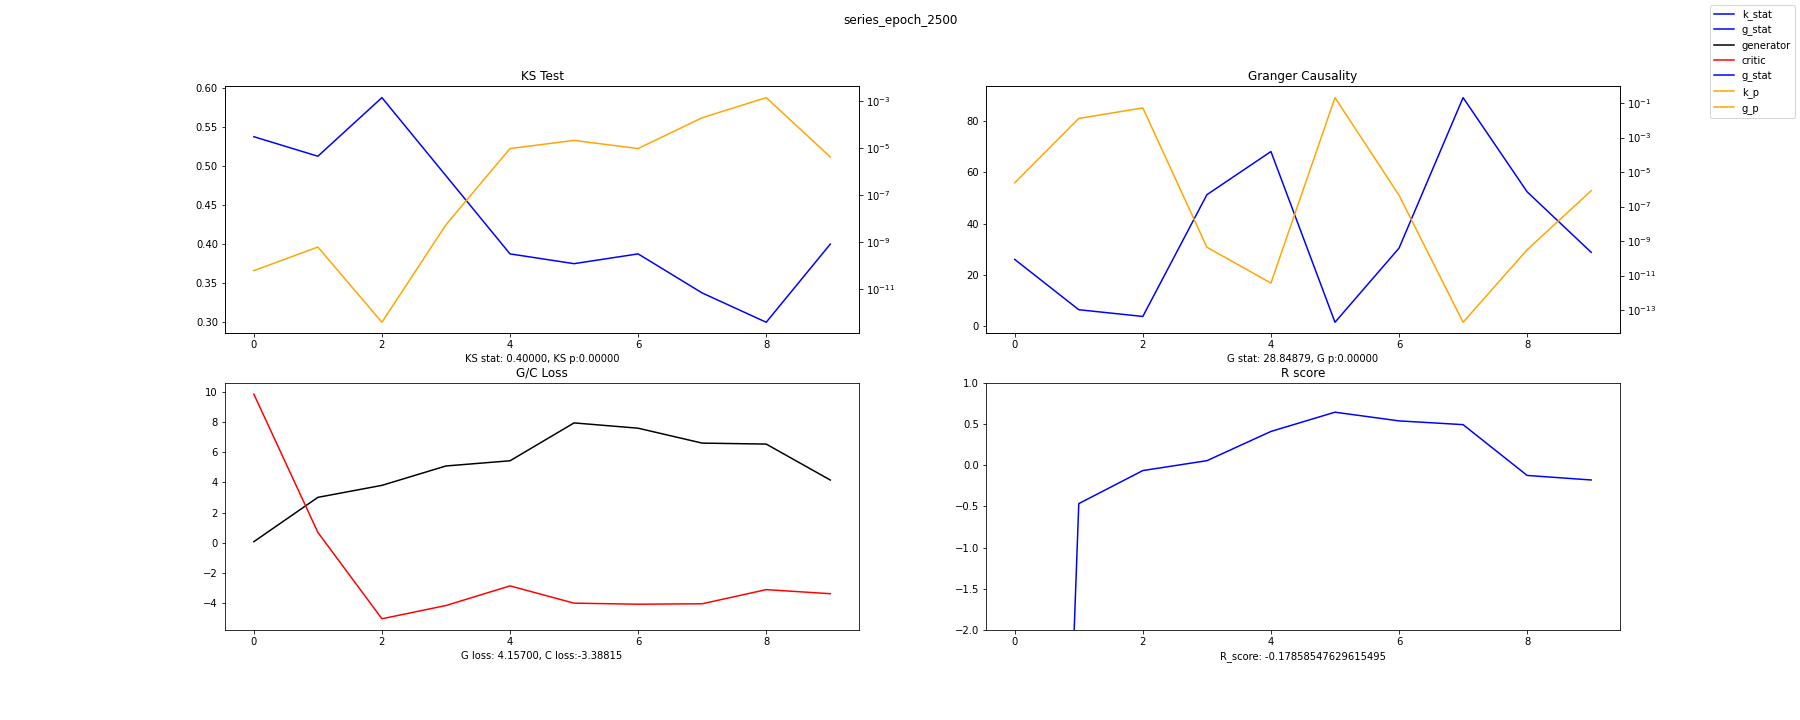 series_epoch_2500
k_stat
g_stat
generator
critic
g_stat
k_p
g_p
KS Test
0.60
0.55
0.50
0.45
0.40
0.35
0.30
10⁻³
10⁻⁵
10⁻⁷
10⁻⁹
10⁻¹¹
0 2 4 6 8
KS stat: 0.40000, KS p:0.00000
Granger Causality
80
60
40
20
0
10⁻¹
10⁻³
10⁻⁵
10⁻⁷
10⁻⁹
10⁻¹¹
10⁻¹³
0 2 4 6 8
G stat: 28.84879, G p:0.00000
G/C Loss
10
8
6
4
2
0
−2
−4
0 2 4 6 8
G loss: 4.15700, C loss:-3.38815
R score
1.0
0.5
0.0
−0.5
−1.0
−1.5
−2.0
0 2 4 6 8
R_score: -0.17858547629615495